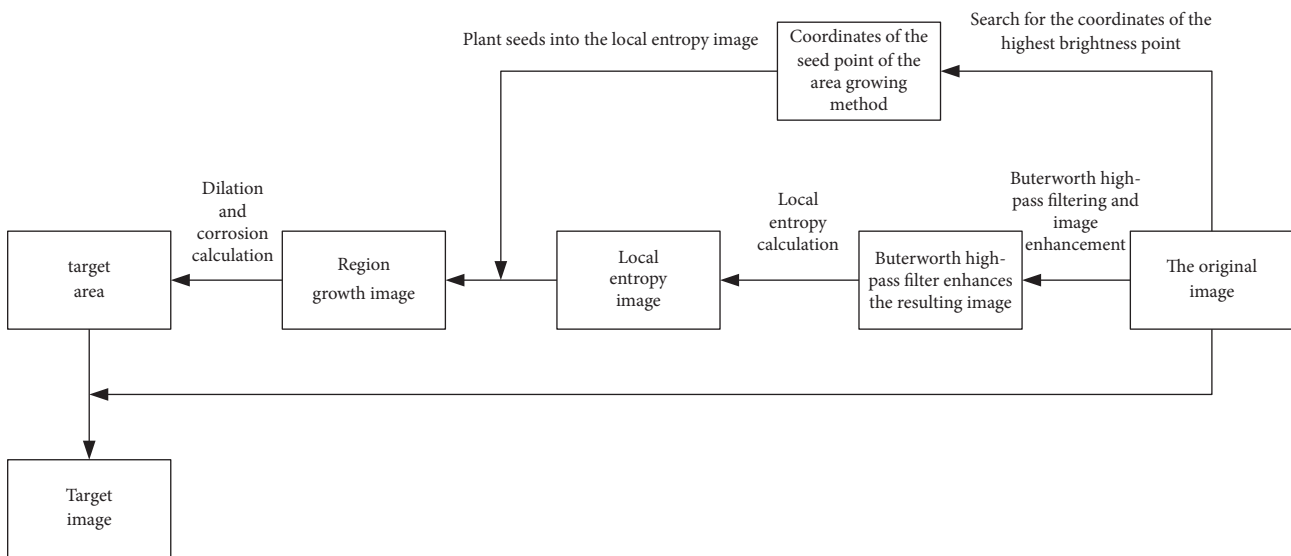 Search for the coordinates of the
highest brightness point
Plant seeds into the local entropy image
Coordinates of the
seed point of the
area growing
method
Dilation
and
corrosion
calculation
Local
entropy
calculation
Buterworth high-
pass filtering and
image
enhancement
target
area
Region
growth image
Local
entropy
image
Buterworth high-
pass filter enhances
the resulting image
The original
image
Target
image